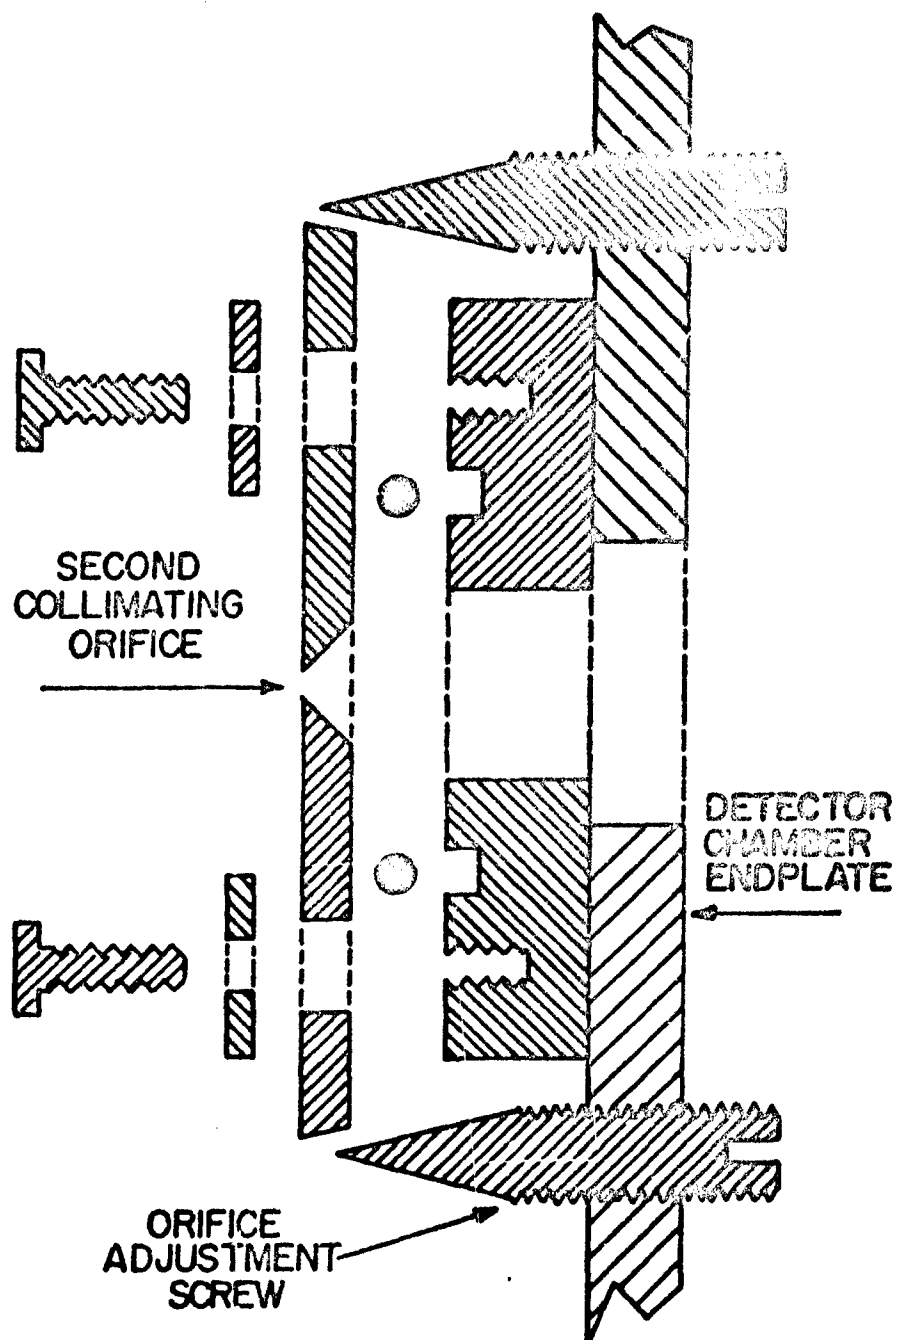 SECOND
COLLIMATING
ORIFICE
DETECTOR
CHAMBER
ENDPLATE
ORIFICE
ADJUSTMENT
SCREW